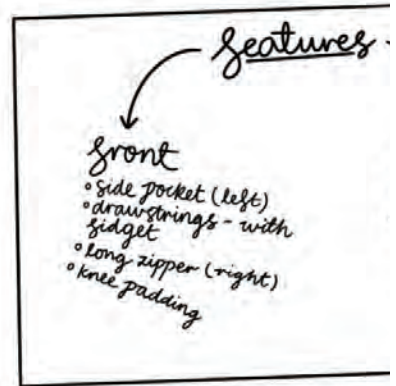 features -
front
° side pocket (left)
° drawstrings - with
fidget
° long zipper (right)
° knee padding